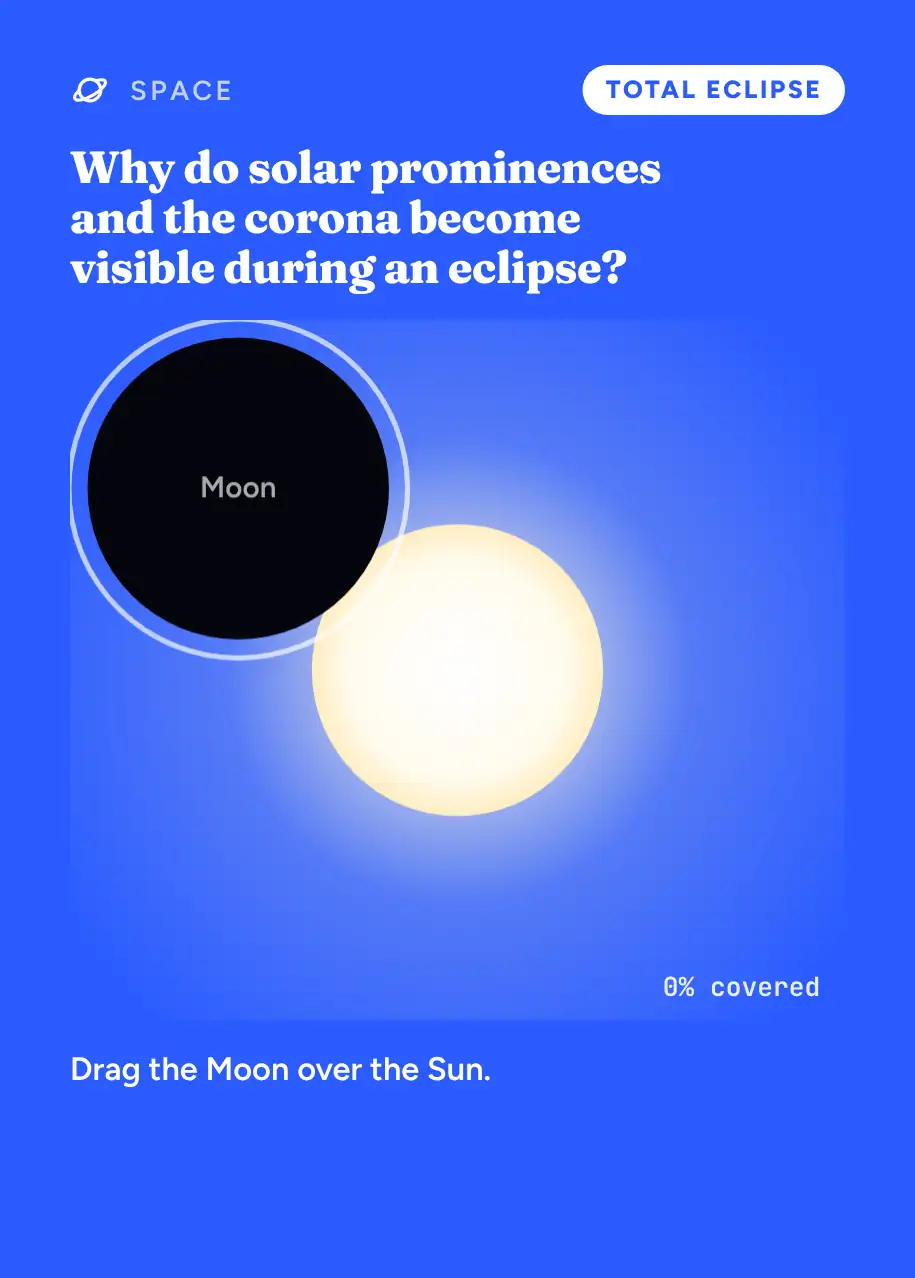 SPACE
TOTAL ECLIPSE
Why do solar prominences
and the corona become
visible during an eclipse?
Moon
0% covered
Drag the Moon over the Sun.